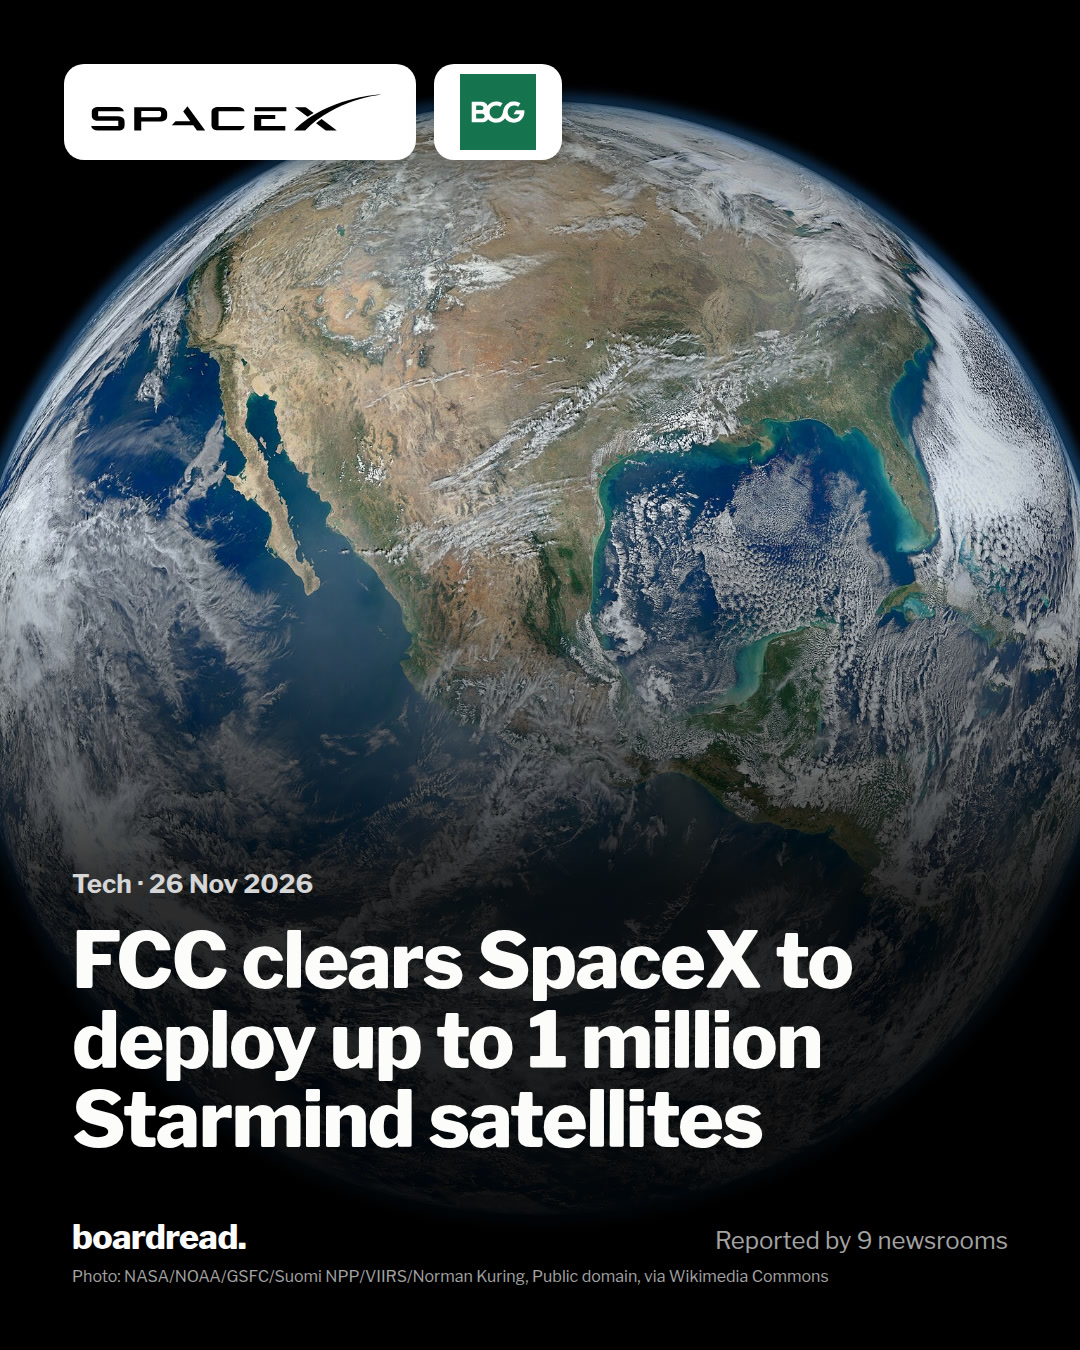 SPACEX
BCG
Tech · 26 Nov 2026
FCC clears SpaceX to
deploy up to 1 million
Starmind satellites
boardread.
Reported by 9 newsrooms
Photo: NASA/NOAA/GSFC/Suomi NPP/VIIRS/Norman Kuring, Public domain, via Wikimedia Commons